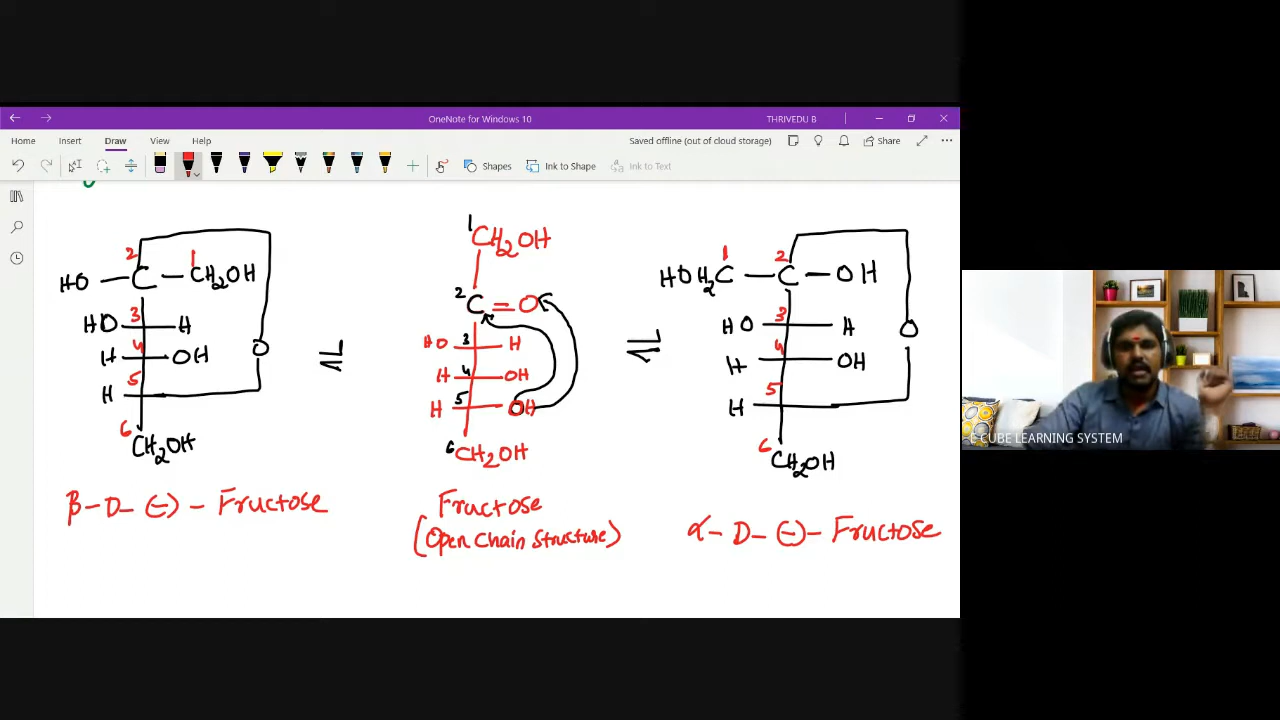 OneNote for Windows 10
THRIVEDU B
Home Insert Draw View Help
Saved offline (out of cloud storage)
Share
Shapes
Ink to Shape
Ink to Text
2 1
HO C CH2OH
3
HO H
4
H OH
O
5
H
6
CH2OH
β-D-(-)-Fructose
⇌
1
CH2OH
2
C=O
HO 3 H
H 4 OH
H 5 OH
6
CH2OH
Fructose
(Open Chain Structure)
⇌
1 2
HOH2C C OH
3
HO H
4
H OH
O
5
H
6
CH2OH
α-D-(-)-Fructose
C CUBE LEARNING SYSTEM